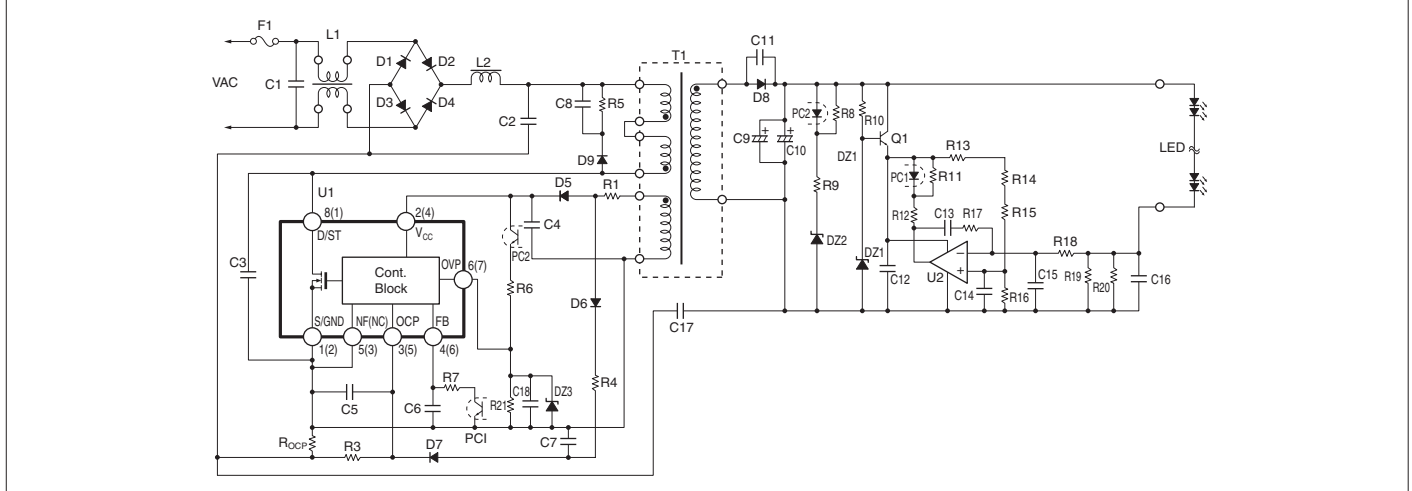 F1
L1
VAC
C1
D1
D2
D3
D4
L2
C2
C8
R5
D9
T1
C11
D8
C9
C10
PC2
R8
R10
DZ1
Q1
R9
DZ2
DZ1
PC1
R11
R13
R14
R15
R12
C13
R17
U2
C12
C14
R16
C15
R18
R19
R20
C16
LED
C3
U1
8(1)
D/ST
2(4)
VCC
Cont.
Block
OVP
6(7)
S/GND
NF(NC)
OCP
FB
1(2)
5(3)
3(5)
4(6)
D5
R1
C4
PC2
R6
D6
R4
C17
C5
C6
R7
PCI
R21
C18
DZ3
C7
ROCP
R3
D7